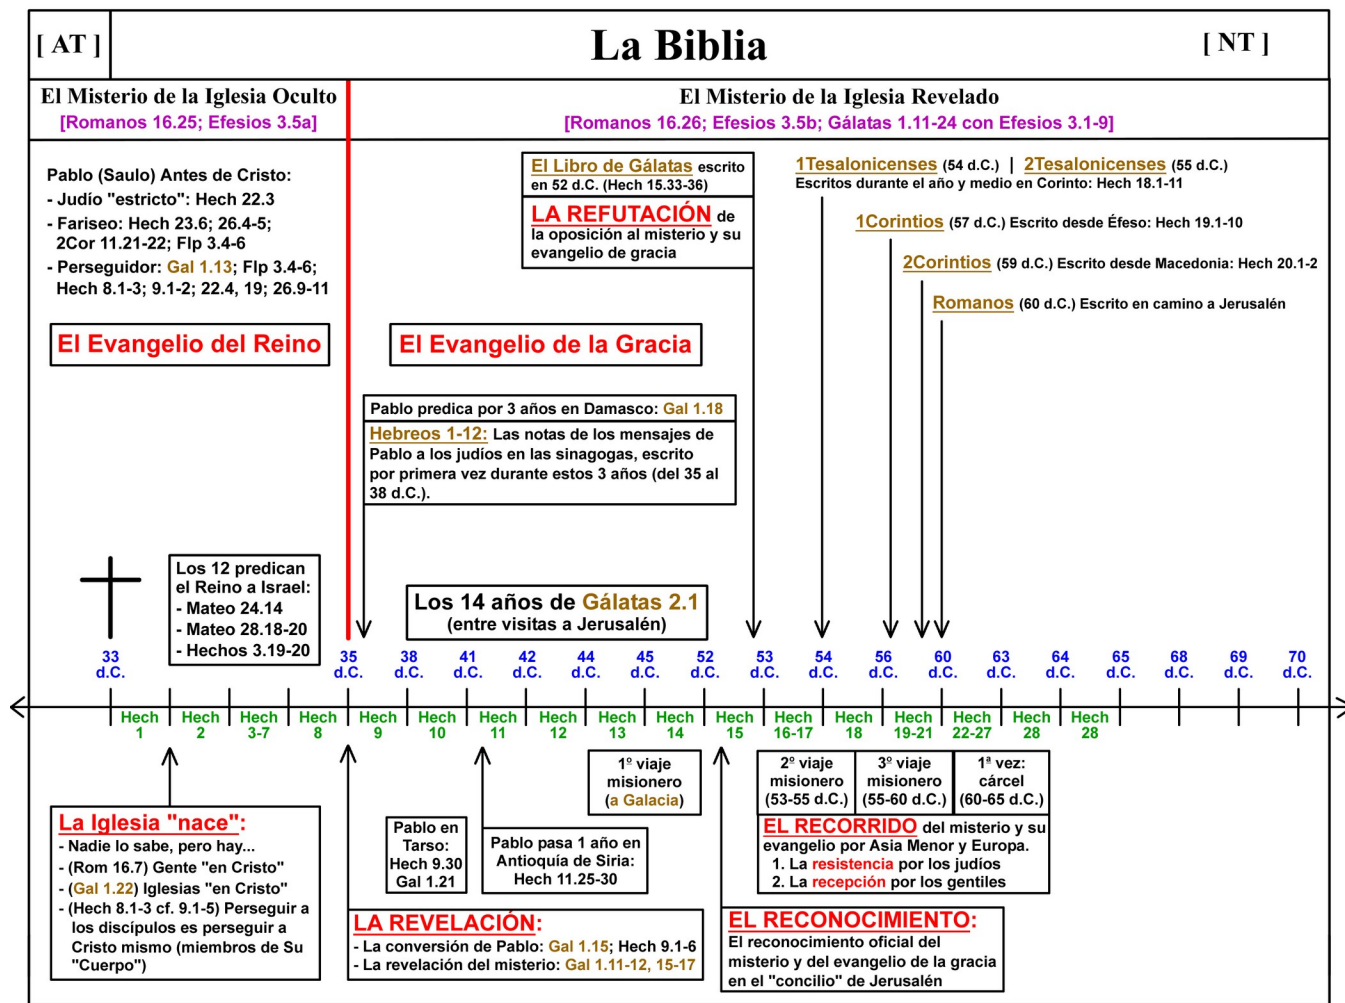 [ AT ]
La Biblia
[ NT ]
El Misterio de la Iglesia Oculto
[Romanos 16.25; Efesios 3.5a]
El Misterio de la Iglesia Revelado
[Romanos 16.26; Efesios 3.5b; Gálatas 1.11-24 con Efesios 3.1-9]
Pablo (Saulo) Antes de Cristo:
- Judío "estricto": Hech 22.3
- Fariseo: Hech 23.6; 26.4-5;
2Cor 11.21-22; Flp 3.4-6
- Perseguidor: Gal 1.13; Flp 3.4-6;
Hech 8.1-3; 9.1-2; 22.4, 19; 26.9-11
El Libro de Gálatas escrito
en 52 d.C. (Hech 15.33-36)
LA REFUTACIÓN de
la oposición al misterio y su
evangelio de gracia
1Tesalonicenses (54 d.C.) | 2Tesalonicenses (55 d.C.)
Escritos durante el año y medio en Corinto: Hech 18.1-11
1Corintios (57 d.C.) Escrito desde Éfeso: Hech 19.1-10
2Corintios (59 d.C.) Escrito desde Macedonia: Hech 20.1-2
Romanos (60 d.C.) Escrito en camino a Jerusalén
El Evangelio del Reino
El Evangelio de la Gracia
Pablo predica por 3 años en Damasco: Gal 1.18
Hebreos 1-12: Las notas de los mensajes de
Pablo a los judíos en las sinagogas, escrito
por primera vez durante estos 3 años (del 35 al
38 d.C.).
Los 12 predican
el Reino a Israel:
- Mateo 24.14
- Mateo 28.18-20
- Hechos 3.19-20
Los 14 años de Gálatas 2.1
(entre visitas a Jerusalén)
33 35 38 41 42 44 45 52 53 54 56 60 63 64 65 68 69 70
d.C. d.C. d.C. d.C. d.C. d.C. d.C. d.C. d.C. d.C. d.C. d.C. d.C. d.C. d.C. d.C. d.C. d.C.
Hech Hech Hech Hech Hech Hech Hech Hech Hech Hech Hech Hech Hech Hech Hech Hech Hech
1 2 3-7 8 9 10 11 12 13 14 15 16-17 18 19-21 22-27 28 28
1º viaje
misionero
(a Galacia)
2º viaje
misionero
(53-55 d.C.)
3º viaje
misionero
(55-60 d.C.)
1ª vez:
cárcel
(60-65 d.C.)
EL RECORRIDO del misterio y su
evangelio por Asia Menor y Europa.
1. La resistencia por los judíos
2. La recepción por los gentiles
La Iglesia "nace":
- Nadie lo sabe, pero hay...
- (Rom 16.7) Gente "en Cristo"
- (Gal 1.22) Iglesias "en Cristo"
- (Hech 8.1-3 cf. 9.1-5) Perseguir a
los discípulos es perseguir a
Cristo mismo (miembros de Su
"Cuerpo")
Pablo en
Tarso:
Hech 9.30
Gal 1.21
Pablo pasa 1 año en
Antioquía de Siria:
Hech 11.25-30
LA REVELACIÓN:
- La conversión de Pablo: Gal 1.15; Hech 9.1-6
- La revelación del misterio: Gal 1.11-12, 15-17
EL RECONOCIMIENTO:
El reconocimiento oficial del
misterio y del evangelio de la gracia
en el "concilio" de Jerusalén